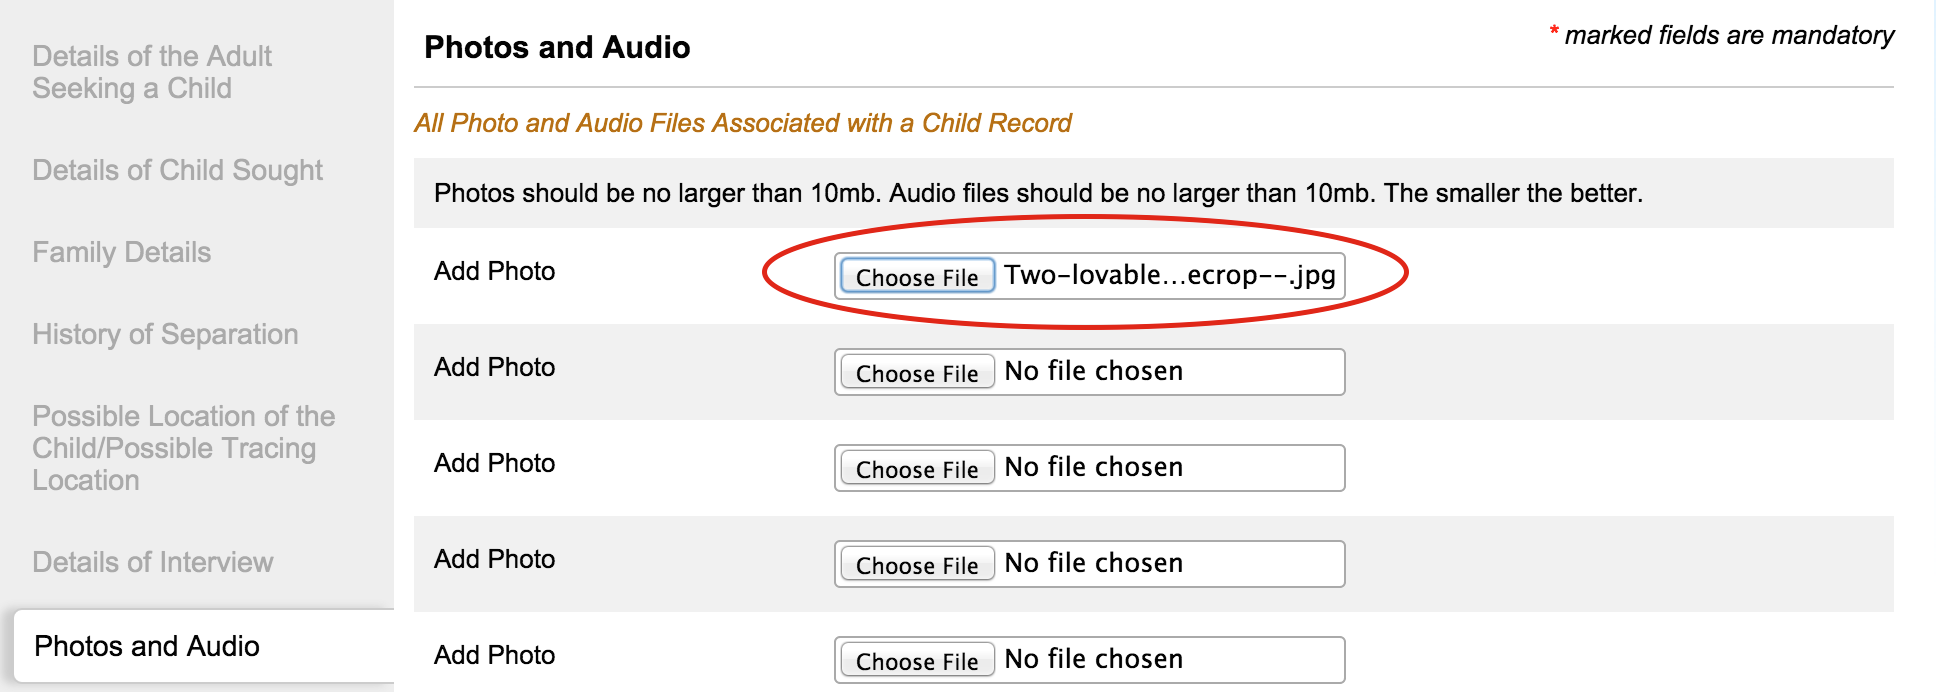 Details of the Adult
Seeking a Child
Details of Child Sought
Family Details
History of Separation
Possible Location of the
Child/Possible Tracing
Location
Details of Interview
Photos and Audio
Photos and Audio
* marked fields are mandatory
All Photo and Audio Files Associated with a Child Record
Photos should be no larger than 10mb. Audio files should be no larger than 10mb. The smaller the better.
Add Photo Choose File Two-lovable...ecrop--.jpg
Add Photo Choose File No file chosen
Add Photo Choose File No file chosen
Add Photo Choose File No file chosen
Add Photo Choose File No file chosen